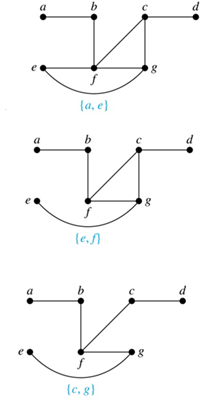 a b c d
e f g
{a, e}
a b c d
e f g
{e, f}
a b c d
e f g
{c, g}